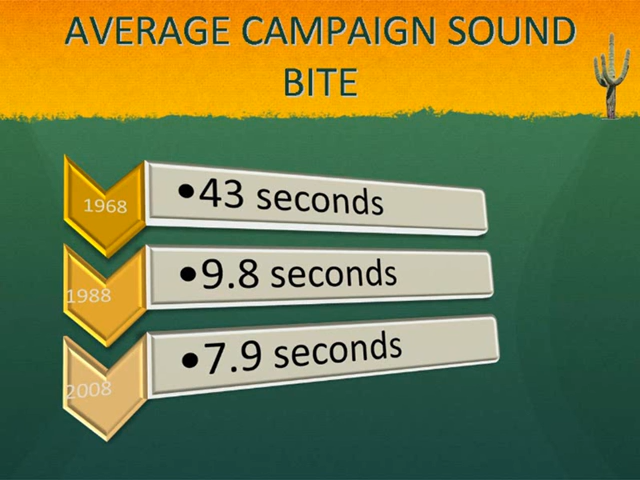 AVERAGE CAMPAIGN SOUND
BITE
1968
•43 seconds
1988
•9.8 seconds
2008
•7.9 seconds